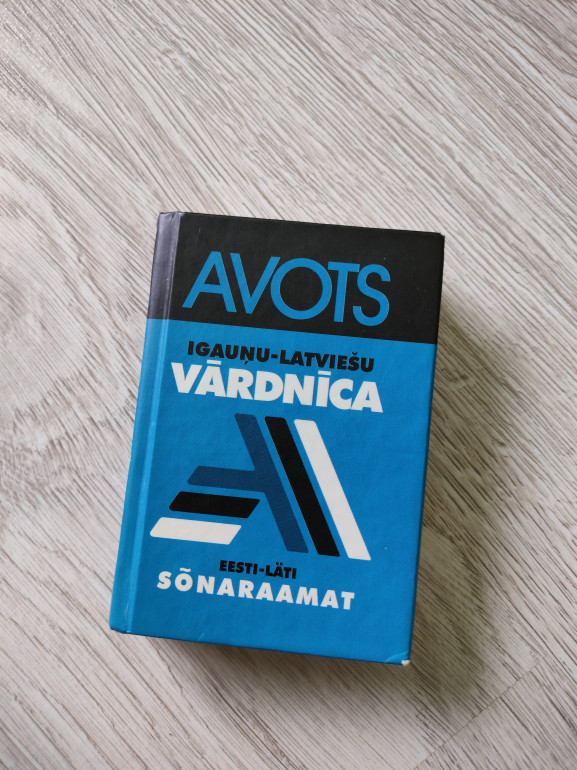 AVOTS
IGAUŅU-LATVIEŠU
VĀRDNĪCA
EESTI-LÄTI
SÕNARAAMAT